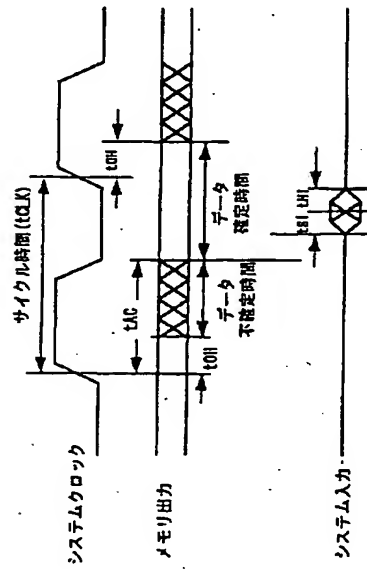 サイクル時間(tCLK)
システムクロック
tAC
tOH
メモリ出力
tOH
データ
不確定時間
データ
確定時間
システム入力
tSI
tHI